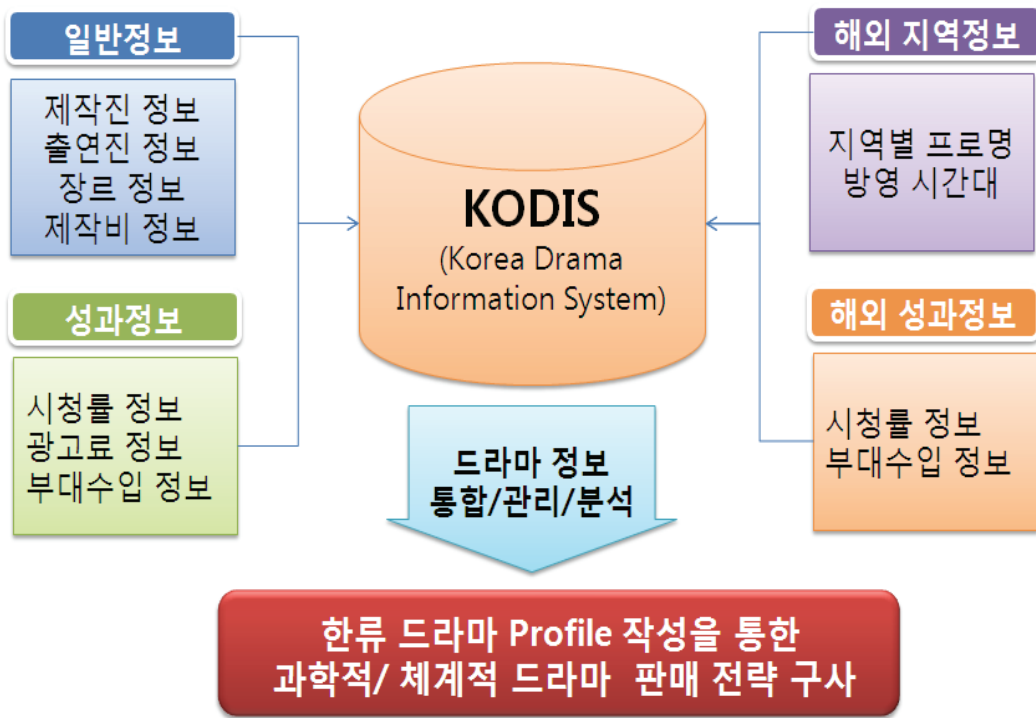 일반정보
제작진 정보
출연진 정보
장르 정보
제작비 정보
성과정보
시청률 정보
광고료 정보
부대수입 정보
KODIS
(Korea Drama
Information System)
해외 지역정보
지역별 프로명
방영 시간대
해외 성과정보
시청률 정보
부대수입 정보
드라마 정보
통합/관리/분석
한류 드라마 Profile 작성을 통한
과학적/ 체계적 드라마 판매 전략 구사